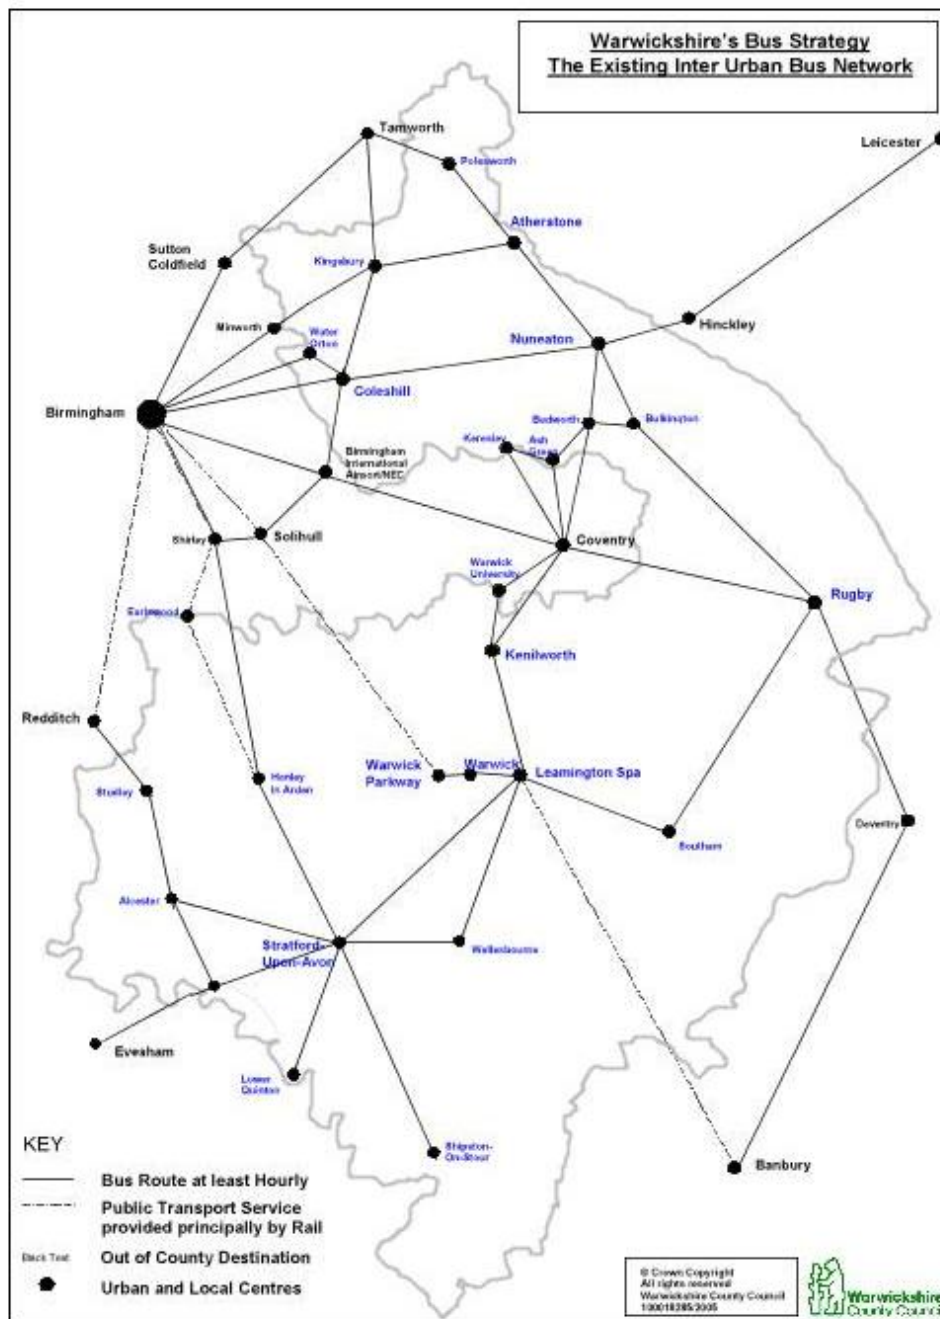 Warwickshire's Bus Strategy
The Existing Inter Urban Bus Network
Tamworth
Leicester
Polesworth
Atherstone
Sutton
Coldfield
Kingsbury
Minworth
Water
Orton
Hinckley
Nuneaton
Coleshill
Birmingham
Bedworth
Bulkington
Keresley
Ash
Green
Birmingham
International
Airport/NEC
Shirley
Solihull
Coventry
Warwick
University
Rugby
Earlswood
Kenilworth
Redditch
Warwick
Parkway
Warwick
Leamington Spa
Henley
In Arden
Studley
Daventry
Southam
Alcester
Stratford-
Upon-Avon
Wellesbourne
Evesham
Lower
Quinton
Shipston-
On-Stour
Banbury
KEY
Bus Route at least Hourly
Public Transport Service
provided principally by Rail
Back Text
Out of County Destination
Urban and Local Centres
© Crown Copyright
All rights reserved
Warwickshire County Council
100018285/2005
Warwickshire
County Council